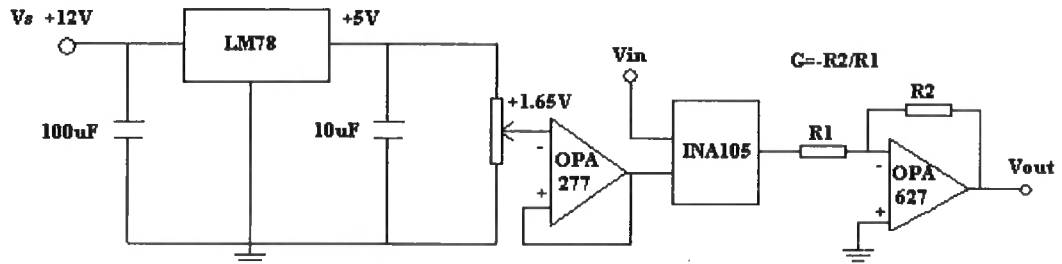 Vs +12V
LM78
+5V
100uF
10uF
+1.65V
-
OPA
277
+
Vin
INA105
G=-R2/R1
R1
R2
-
OPA
627
+
Vout